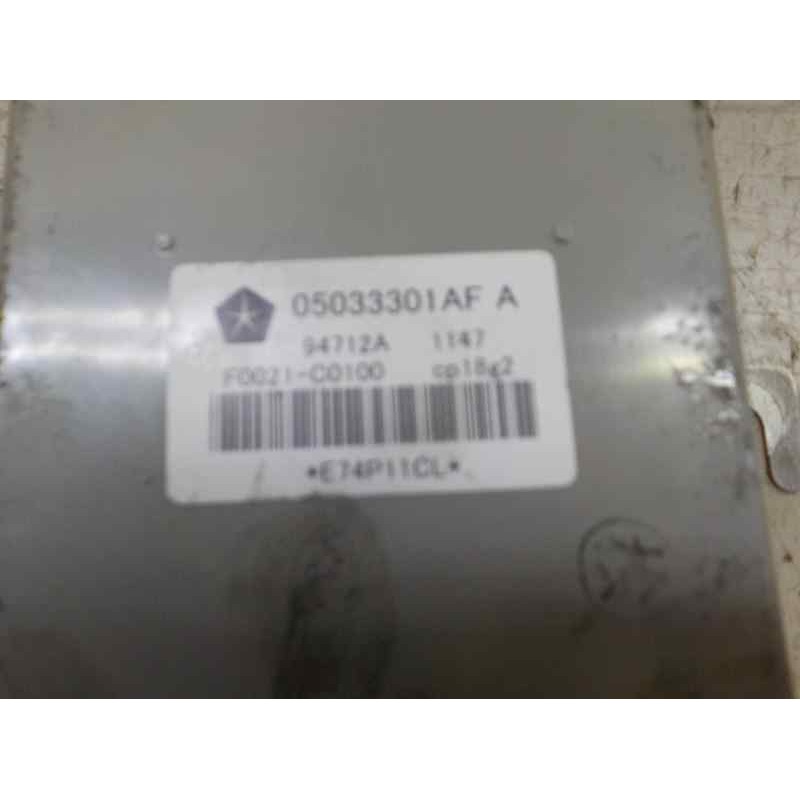 05033301AF A
94712A 1147
F0021-C0100 cp18g2
*E74P11CL*